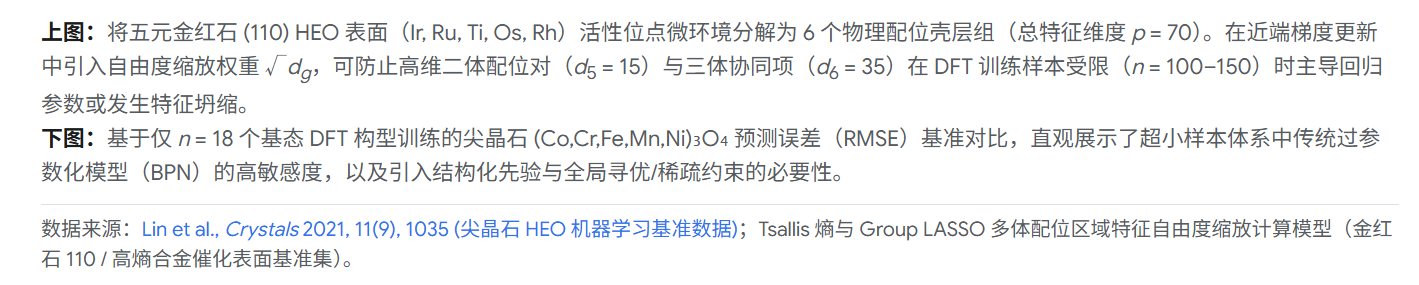 上图：将五元金红石 (110) HEO 表面（Ir, Ru, Ti, Os, Rh）活性位点微环境分解为 6 个物理配位壳层组（总特征维度 p = 70）。在近端梯度更新
中引入自由度缩放权重 √d_g，可防止高维二体配位对（d₅ = 15）与三体协同项（d₆ = 35）在 DFT 训练样本受限（n = 100–150）时主导回归
参数或发生特征坍缩。
下图：基于仅 n = 18 个基态 DFT 构型训练的尖晶石 (Co,Cr,Fe,Mn,Ni)₃O₄ 预测误差（RMSE）基准对比，直观展示了超小样本体系中传统过参
数化模型（BPN）的高敏感度，以及引入结构化先验与全局寻优/稀疏约束的必要性。
数据来源：Lin et al., Crystals 2021, 11(9), 1035 (尖晶石 HEO 机器学习基准数据)；Tsallis 熵与 Group LASSO 多体配位区域特征自由度缩放计算模型（金红
石 110 / 高熵合金催化表面基准集）。